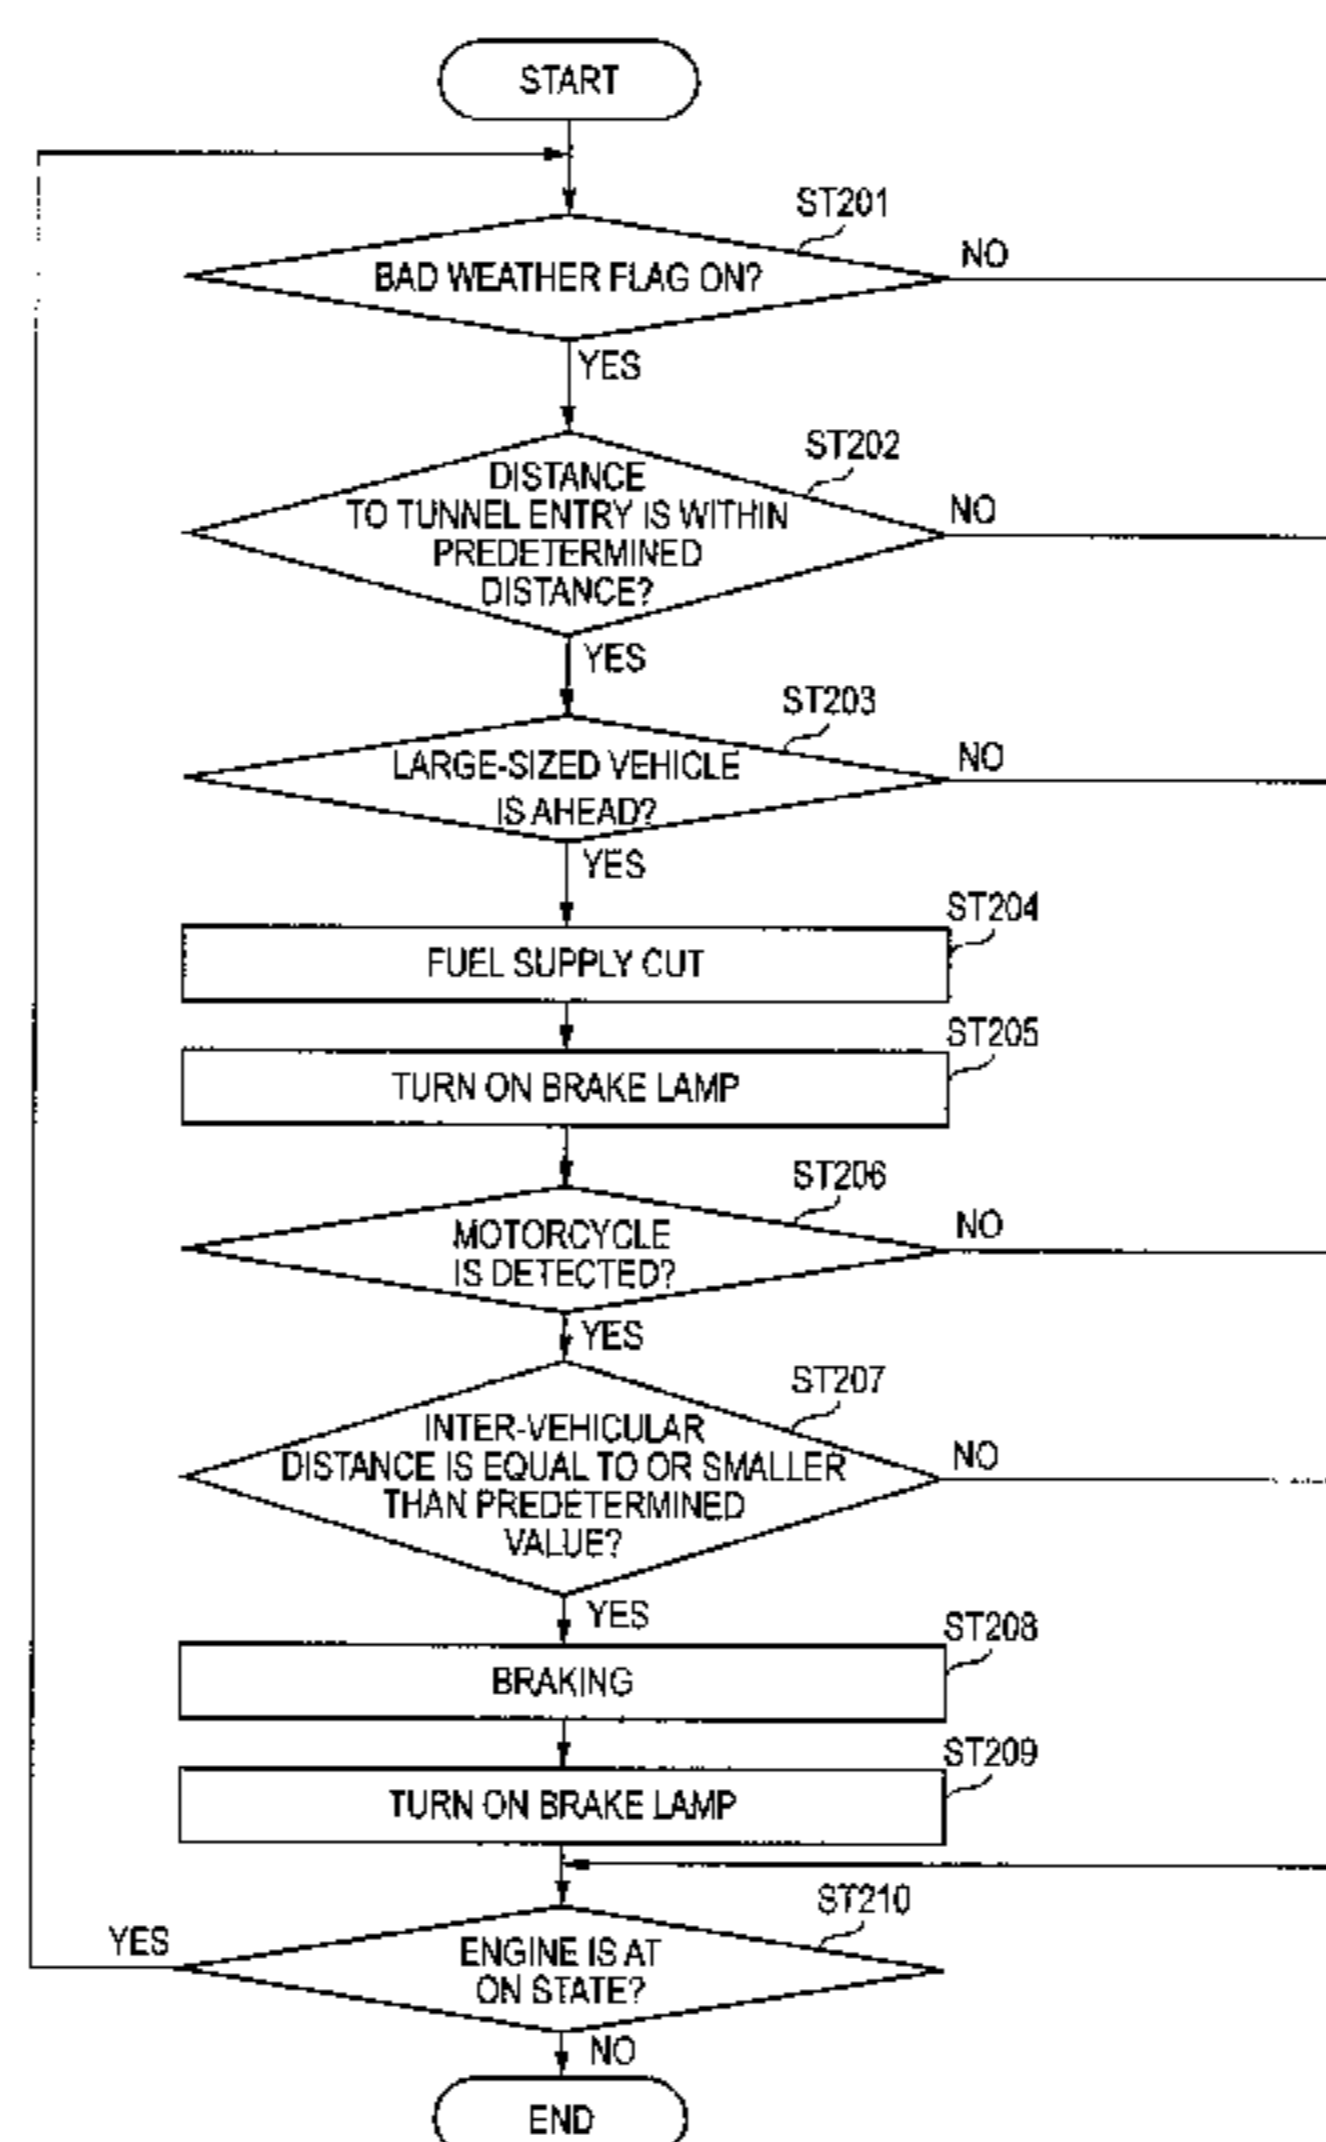 START
ST201
BAD WEATHER FLAG ON?
NO
YES
ST202
DISTANCE
TO TUNNEL ENTRY IS WITHIN
PREDETERMINED
DISTANCE?
NO
YES
ST203
LARGE-SIZED VEHICLE
IS AHEAD?
NO
YES
ST204
FUEL SUPPLY CUT
ST205
TURN ON BRAKE LAMP
ST206
MOTORCYCLE
IS DETECTED?
NO
YES
ST207
INTER-VEHICULAR
DISTANCE IS EQUAL TO OR SMALLER
THAN PREDETERMINED
VALUE?
NO
YES
ST208
BRAKING
ST209
TURN ON BRAKE LAMP
ST210
YES
ENGINE IS AT
ON STATE?
NO
END